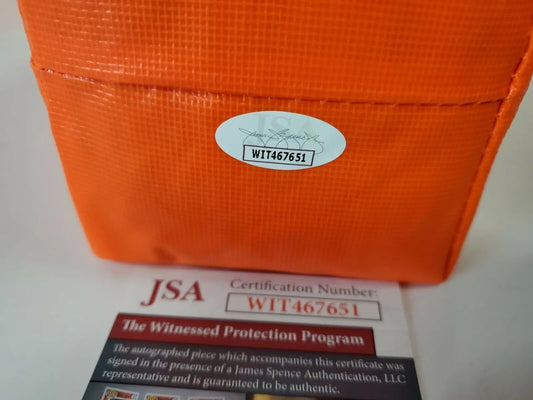 JSA
WIT467651
JSA
Certification Number:
WIT467651
The Witnessed Protection Program
The autographed piece which accompanies this certificate was
signed in the presence of a James Spence Authentication, LLC
representative and is guaranteed to be authentic.